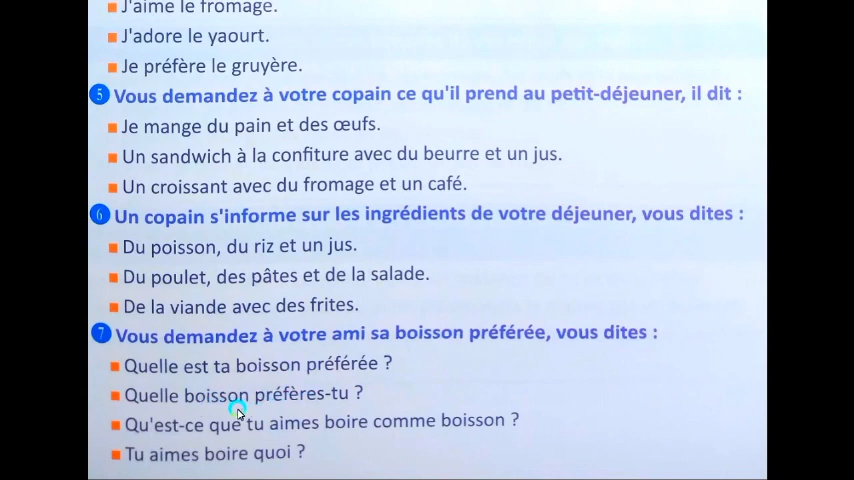 J'aime le fromage.
J'adore le yaourt.
Je préfère le gruyère.
5 Vous demandez à votre copain ce qu'il prend au petit-déjeuner, il dit :
Je mange du pain et des œufs.
Un sandwich à la confiture avec du beurre et un jus.
Un croissant avec du fromage et un café.
6 Un copain s'informe sur les ingrédients de votre déjeuner, vous dites :
Du poisson, du riz et un jus.
Du poulet, des pâtes et de la salade.
De la viande avec des frites.
7 Vous demandez à votre ami sa boisson préférée, vous dites :
Quelle est ta boisson préférée ?
Quelle boisson préfères-tu ?
Qu'est-ce que tu aimes boire comme boisson ?
Tu aimes boire quoi ?